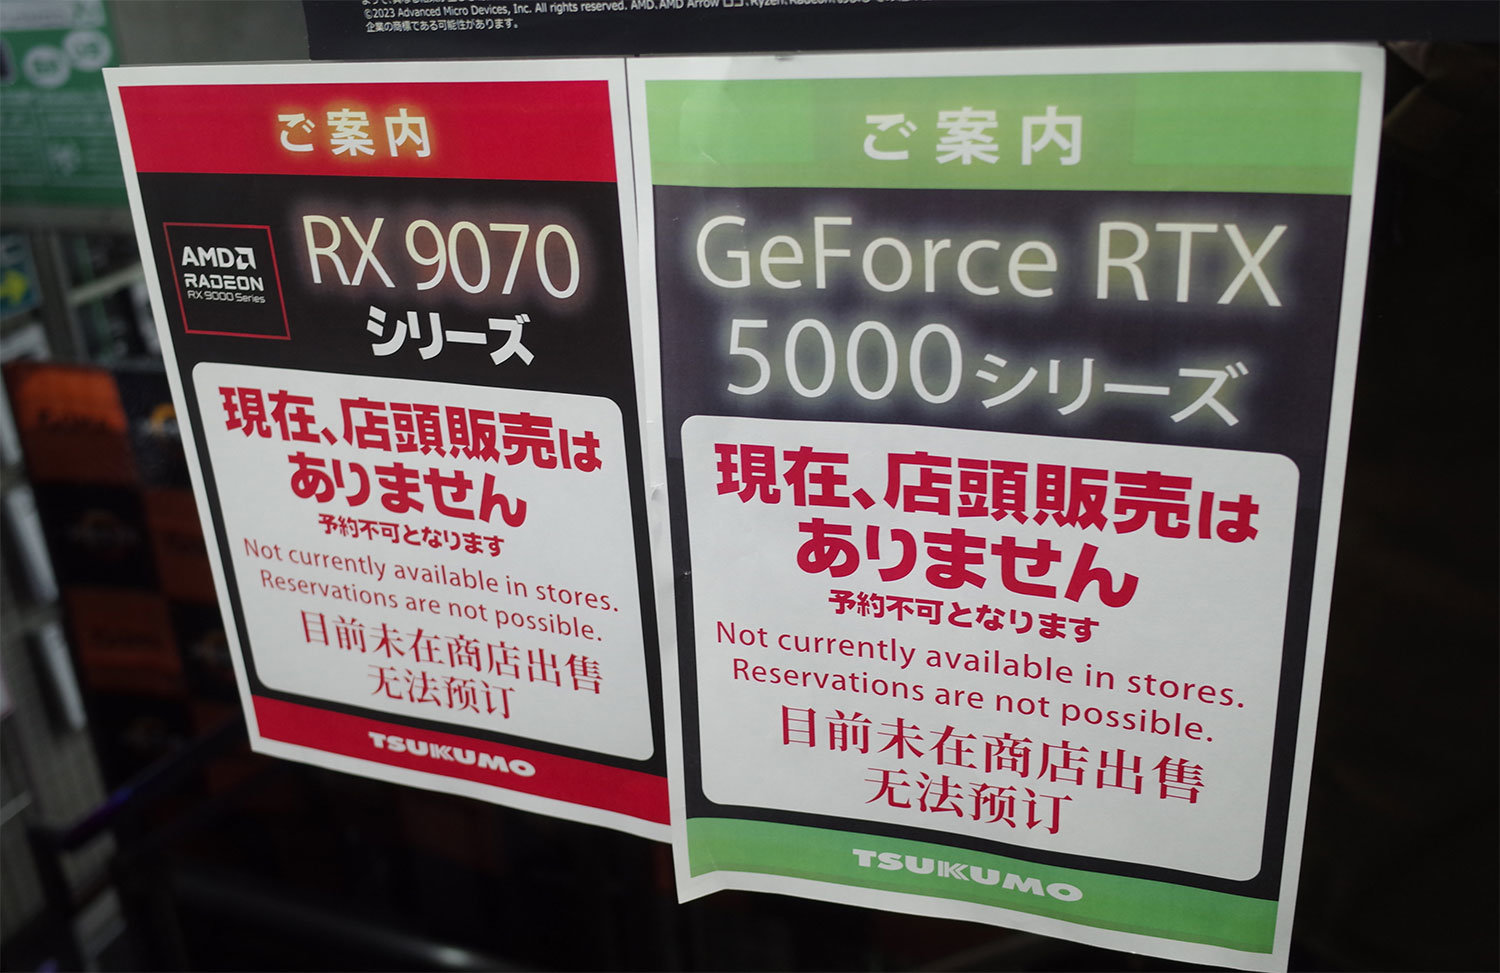 ©2023 Advanced Micro Devices, Inc. All rights reserved. AMD, AMD Arrow ロゴ, Ryzen, Radeon,
企業の商標である可能性があります。
ご案内
AMD
RADEON
RX 9000 Series
RX 9070
シリーズ
現在、店頭販売は
ありません
予約不可となります
Not currently available in stores.
Reservations are not possible.
目前未在商店出售
无法预订
TSUKUMO
ご案内
GeForce RTX
5000シリーズ
現在、店頭販売は
ありません
予約不可となります
Not currently available in stores.
Reservations are not possible.
目前未在商店出售
无法预订
TSUKUMO